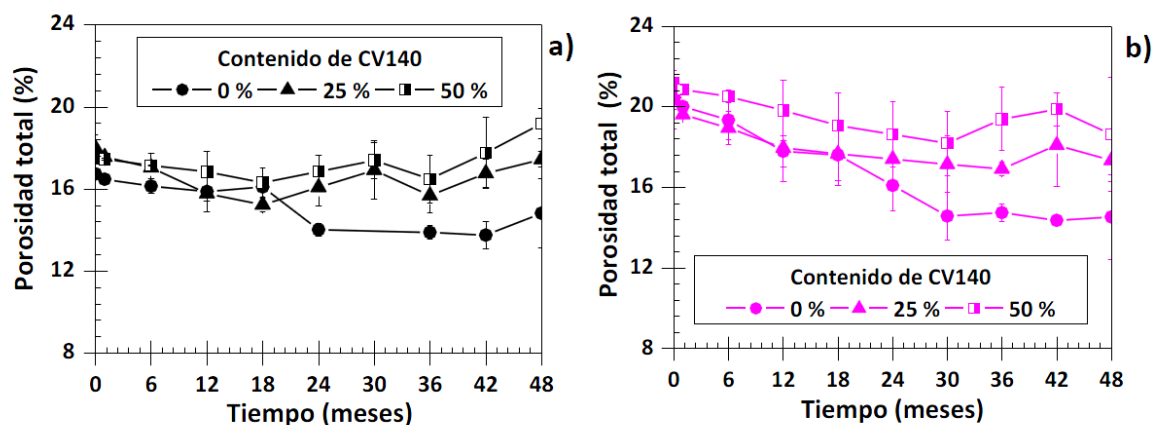 a)
Porosidad total (%)
24
20
16
12
8
Contenido de CV140
0 % 25 % 50 %
0 6 12 18 24 30 36 42 48
Tiempo (meses)
b)
Porosidad total (%)
24
20
16
12
8
Contenido de CV140
0 % 25 % 50 %
0 6 12 18 24 30 36 42 48
Tiempo (meses)